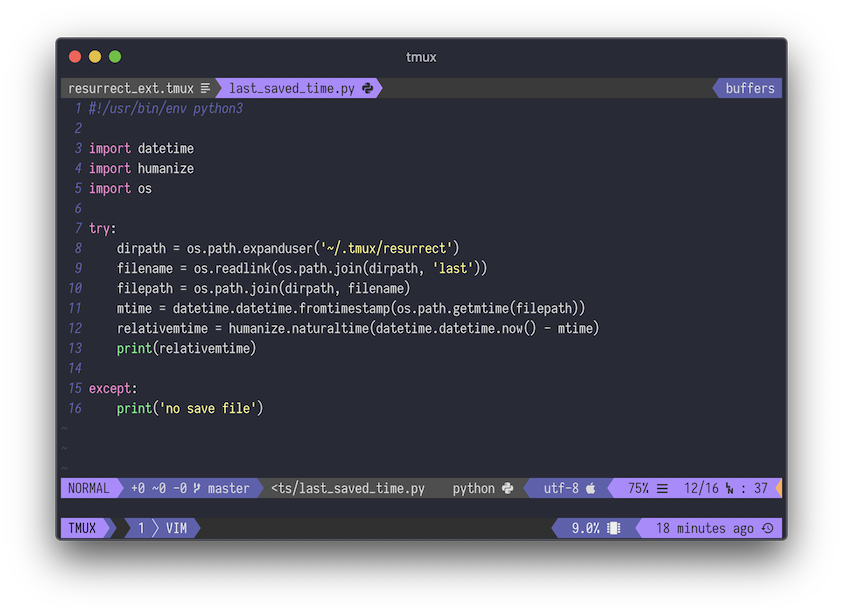 tmux
resurrect_ext.tmux last_saved_time.py buffers
1 #!/usr/bin/env python3
2
3 import datetime
4 import humanize
5 import os
6
7 try:
8     dirpath = os.path.expanduser('~/.tmux/resurrect')
9     filename = os.readlink(os.path.join(dirpath, 'last'))
10     filepath = os.path.join(dirpath, filename)
11     mtime = datetime.datetime.fromtimestamp(os.path.getmtime(filepath))
12     relativemtime = humanize.naturaltime(datetime.datetime.now() - mtime)
13     print(relativemtime)
14
15 except:
16     print('no save file')
~
~
~
NORMAL +0 ~0 -0 master <ts/last_saved_time.py python utf-8 75% 12/16 : 37
TMUX 1 VIM 9.0% 18 minutes ago